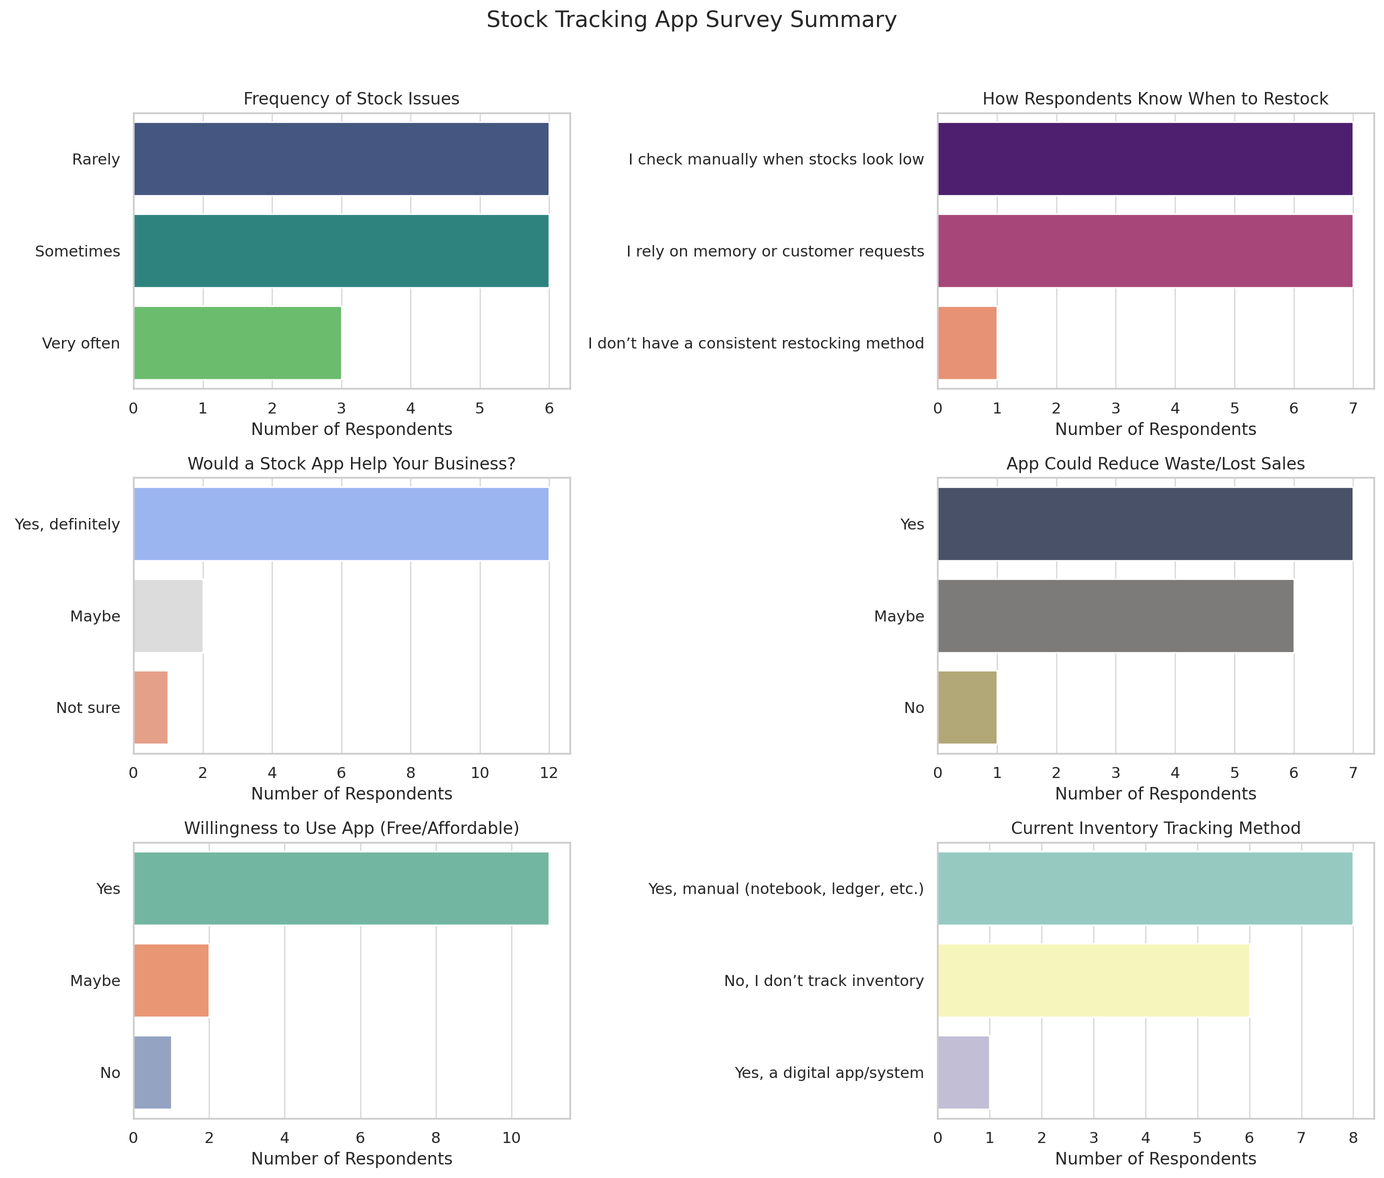 Stock Tracking App Survey Summary
Frequency of Stock Issues
Rarely
Sometimes
Very often
0 1 2 3 4 5 6
Number of Respondents
How Respondents Know When to Restock
I check manually when stocks look low
I rely on memory or customer requests
I don’t have a consistent restocking method
0 1 2 3 4 5 6 7
Number of Respondents
Would a Stock App Help Your Business?
Yes, definitely
Maybe
Not sure
0 2 4 6 8 10 12
Number of Respondents
App Could Reduce Waste/Lost Sales
Yes
Maybe
No
0 1 2 3 4 5 6 7
Number of Respondents
Willingness to Use App (Free/Affordable)
Yes
Maybe
No
0 2 4 6 8 10
Number of Respondents
Current Inventory Tracking Method
Yes, manual (notebook, ledger, etc.)
No, I don’t track inventory
Yes, a digital app/system
0 1 2 3 4 5 6 7 8
Number of Respondents